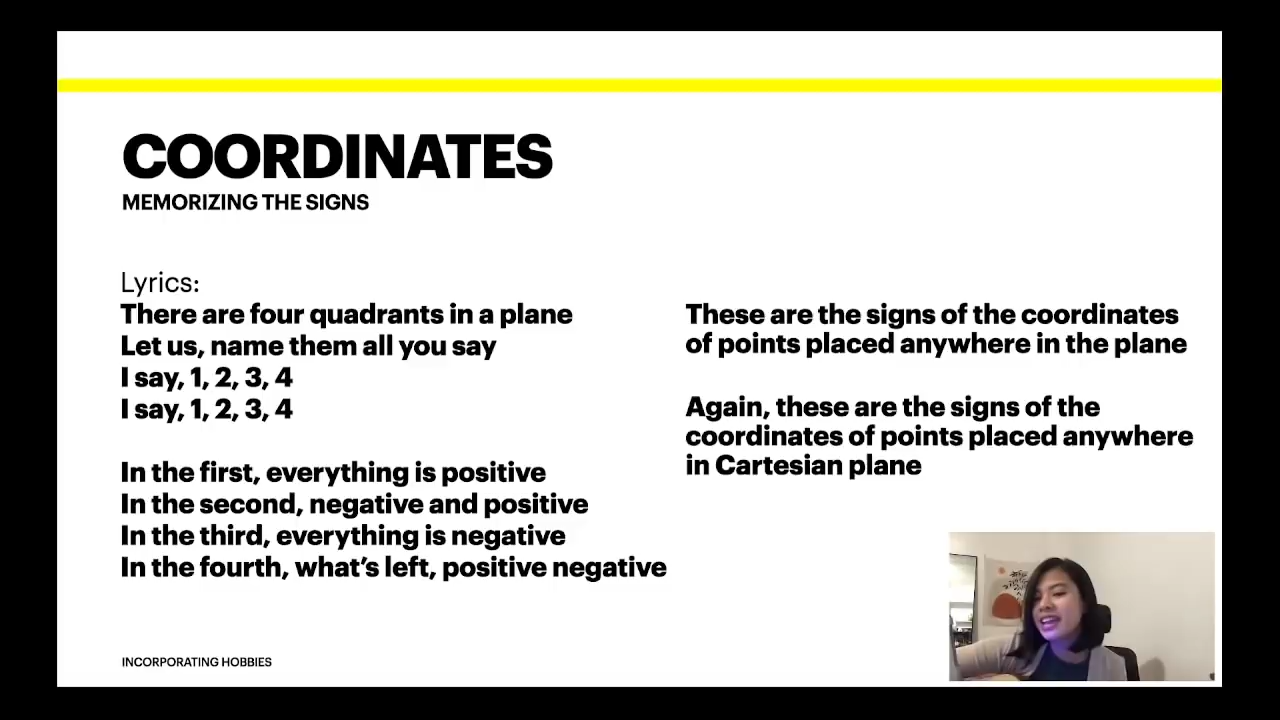 COORDINATES
MEMORIZING THE SIGNS
Lyrics:
There are four quadrants in a plane
Let us, name them all you say
I say, 1, 2, 3, 4
I say, 1, 2, 3, 4
In the first, everything is positive
In the second, negative and positive
In the third, everything is negative
In the fourth, what’s left, positive negative
These are the signs of the coordinates
of points placed anywhere in the plane
Again, these are the signs of the
coordinates of points placed anywhere
in Cartesian plane
INCORPORATING HOBBIES